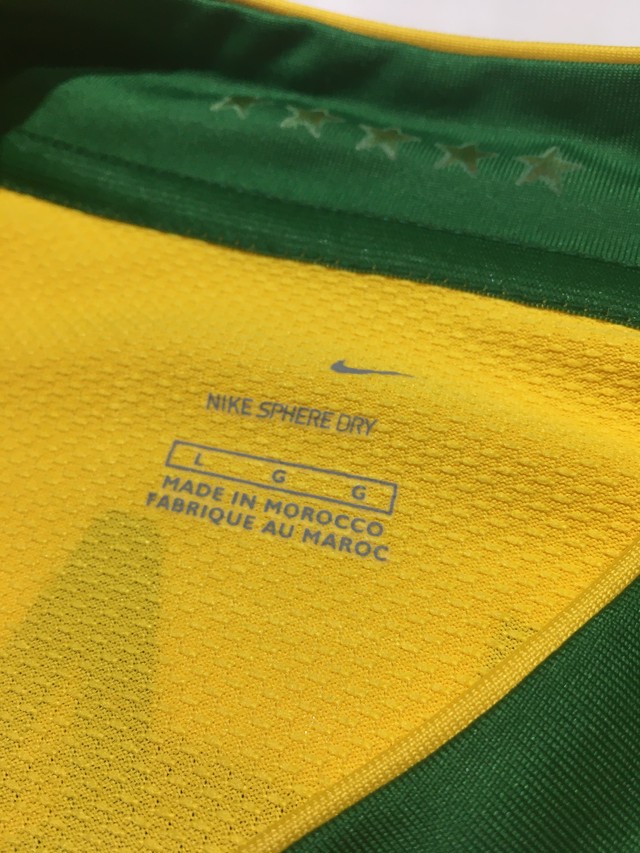 NIKE SPHERE DRY
L G G
MADE IN MOROCCO
FABRIQUE AU MAROC